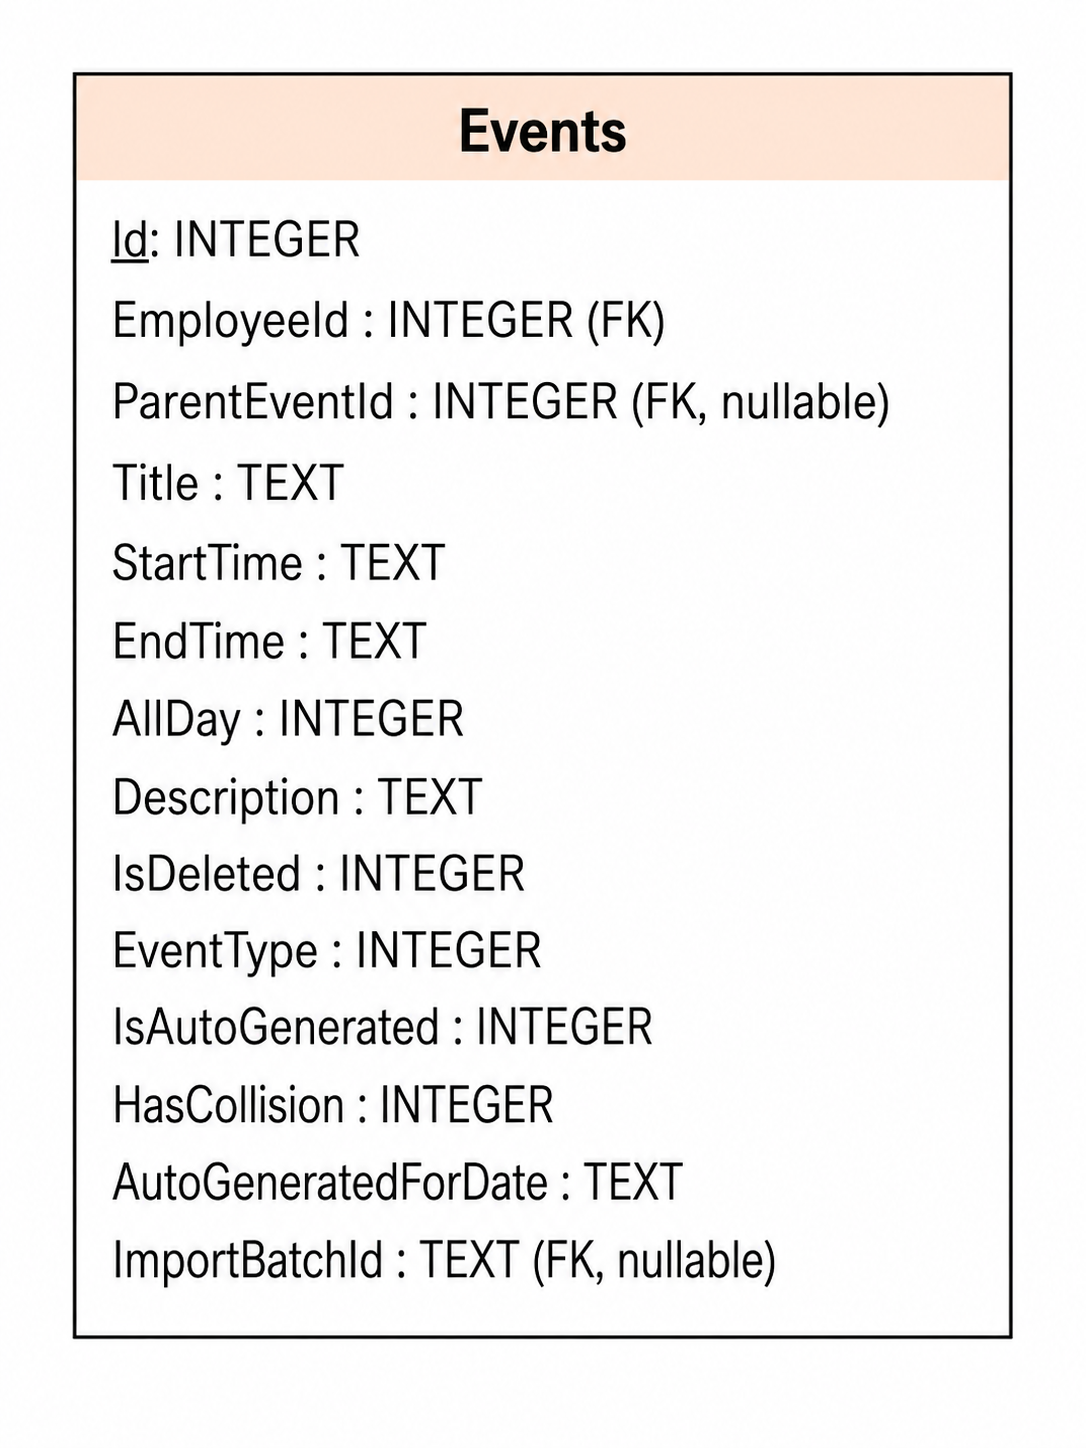 Events
Id: INTEGER
EmployeeId : INTEGER (FK)
ParentEventId : INTEGER (FK, nullable)
Title : TEXT
StartTime : TEXT
EndTime : TEXT
AllDay : INTEGER
Description : TEXT
IsDeleted : INTEGER
EventType : INTEGER
IsAutoGenerated : INTEGER
HasCollision : INTEGER
AutoGeneratedForDate : TEXT
ImportBatchId : TEXT (FK, nullable)